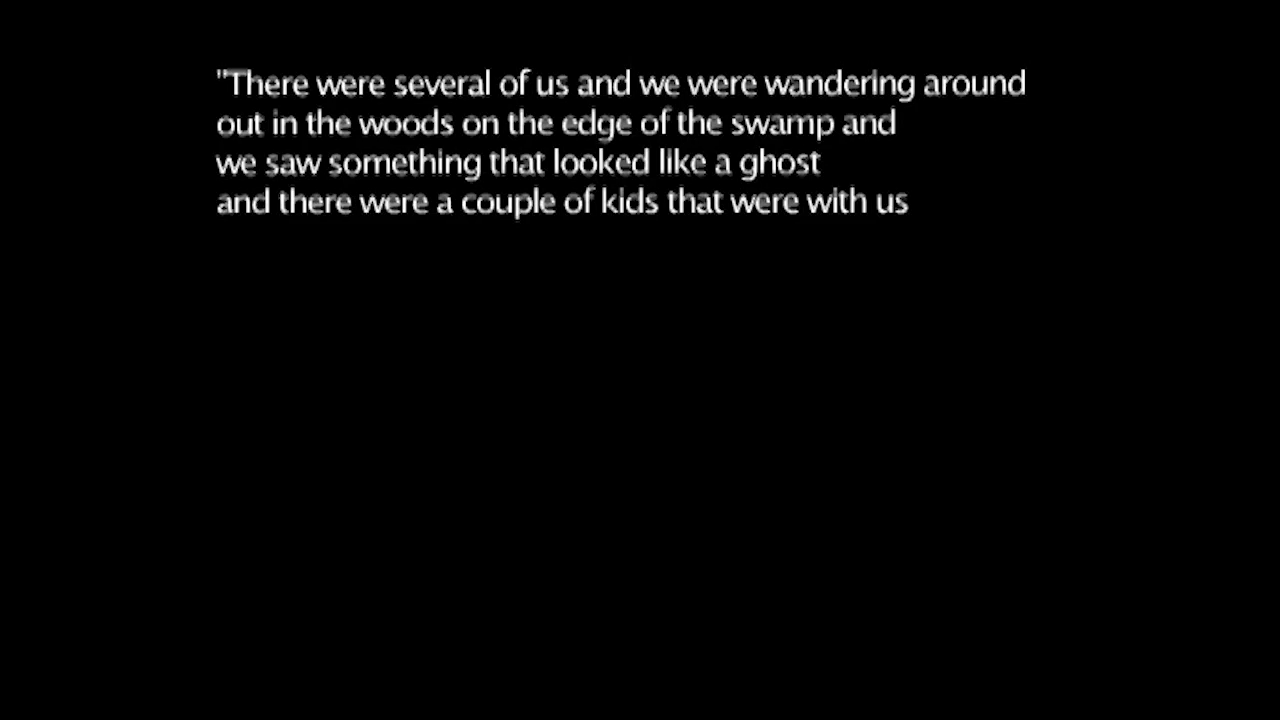 "There were several of us and we were wandering around
out in the woods on the edge of the swamp and
we saw something that looked like a ghost
and there were a couple of kids that were with us